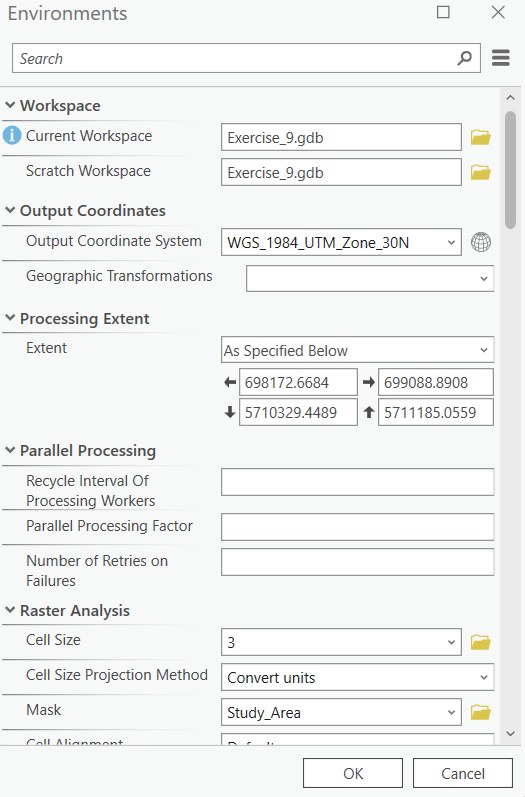 Environments
Search
Workspace
Current Workspace Exercise_9.gdb
Scratch Workspace Exercise_9.gdb
Output Coordinates
Output Coordinate System WGS_1984_UTM_Zone_30N
Geographic Transformations
Processing Extent
Extent As Specified Below
698172.6684 699088.8908
5710329.4489 5711185.0559
Parallel Processing
Recycle Interval Of
Processing Workers
Parallel Processing Factor
Number of Retries on
Failures
Raster Analysis
Cell Size 3
Cell Size Projection Method Convert units
Mask Study_Area
Cell Alignment Default
OK Cancel